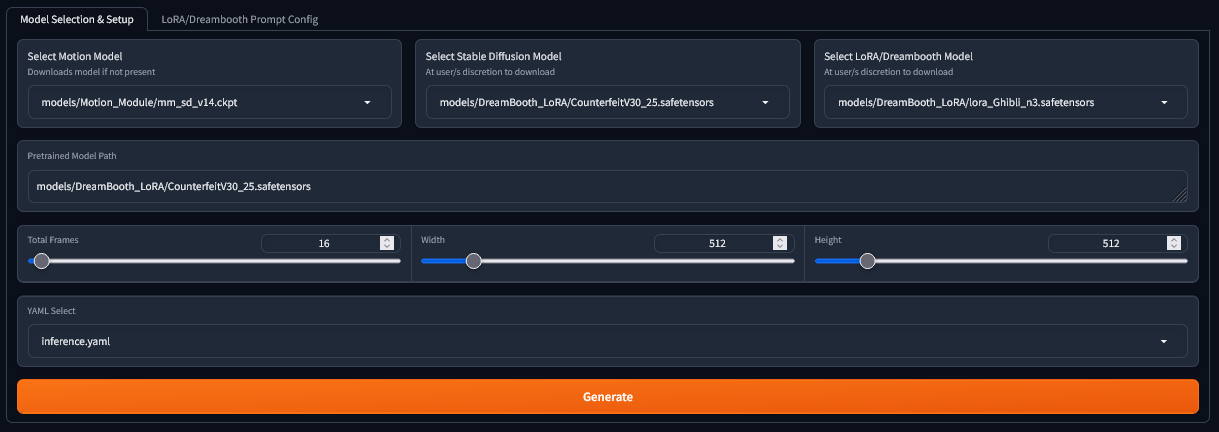 Model Selection & Setup
LoRA/Dreambooth Prompt Config
Select Motion Model
Downloads model if not present
models/Motion_Module/mm_sd_v14.ckpt
Select Stable Diffusion Model
At user/s discretion to download
models/DreamBooth_LoRA/CounterfeitV30_25.safetensors
Select LoRA/Dreambooth Model
At user/s discretion to download
models/DreamBooth_LoRA/lora_Ghibli_n3.safetensors
Pretrained Model Path
models/DreamBooth_LoRA/CounterfeitV30_25.safetensors
Total Frames
16
Width
512
Height
512
YAML Select
inference.yaml
Generate